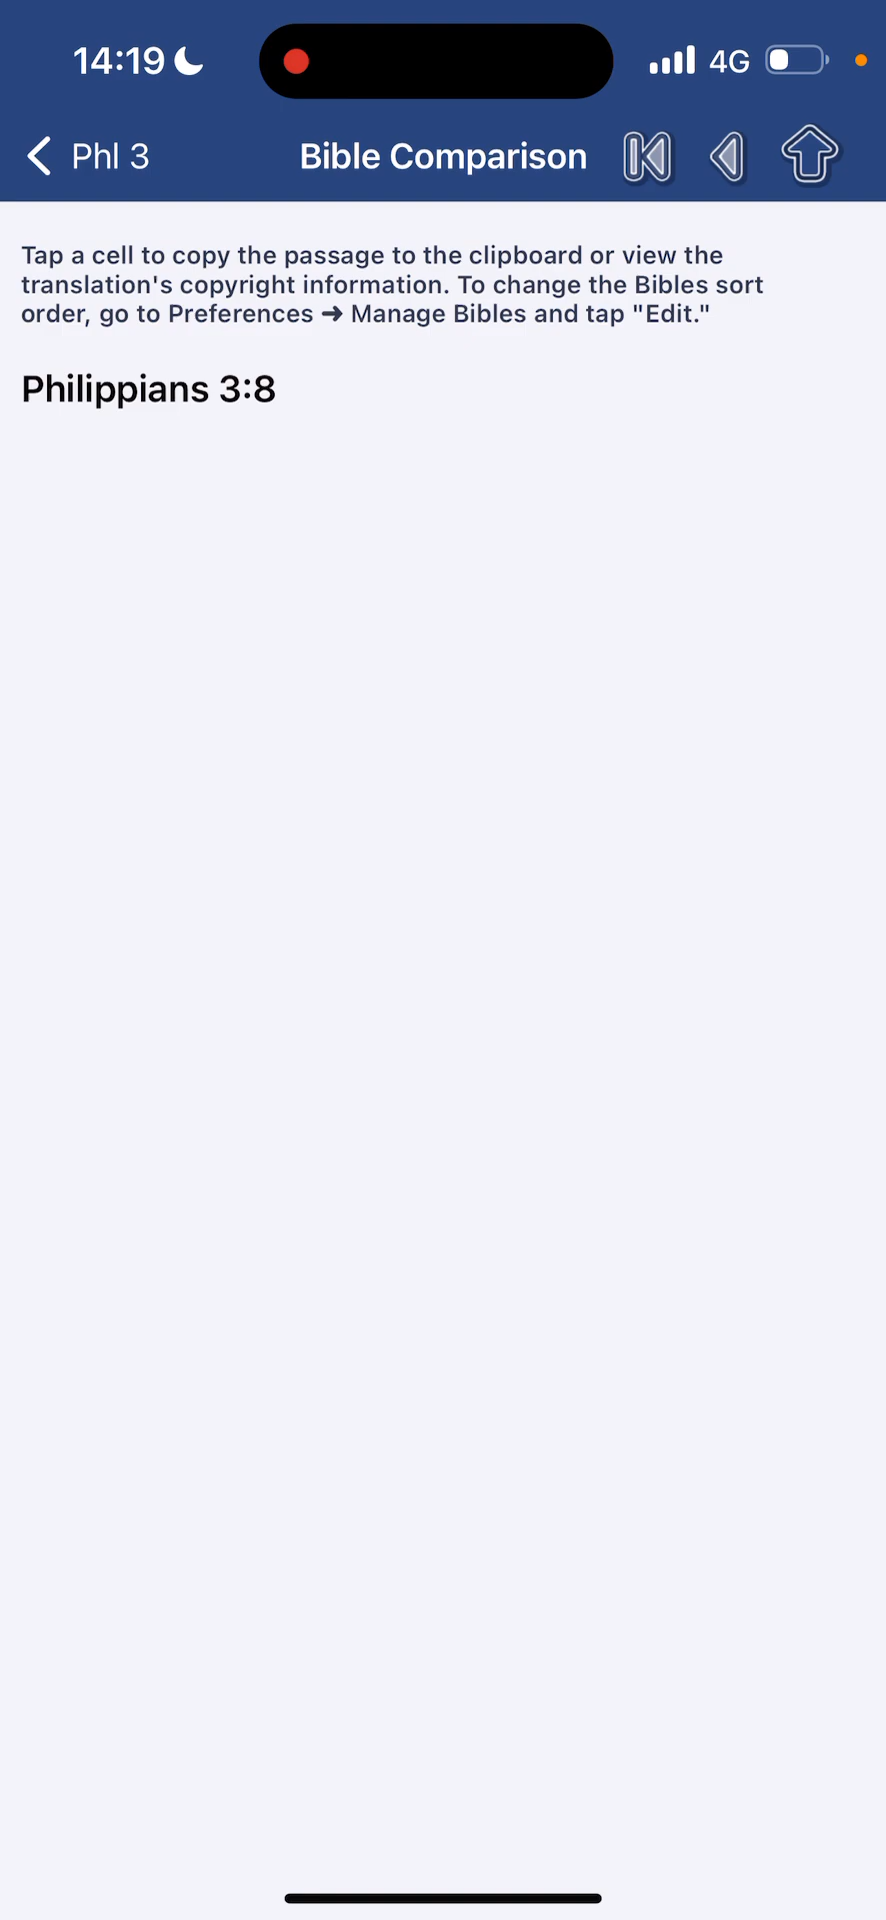 14:19
4G
Phl 3
Bible Comparison
Tap a cell to copy the passage to the clipboard or view the
translation's copyright information. To change the Bibles sort
order, go to Preferences ➜ Manage Bibles and tap "Edit."
Philippians 3:8